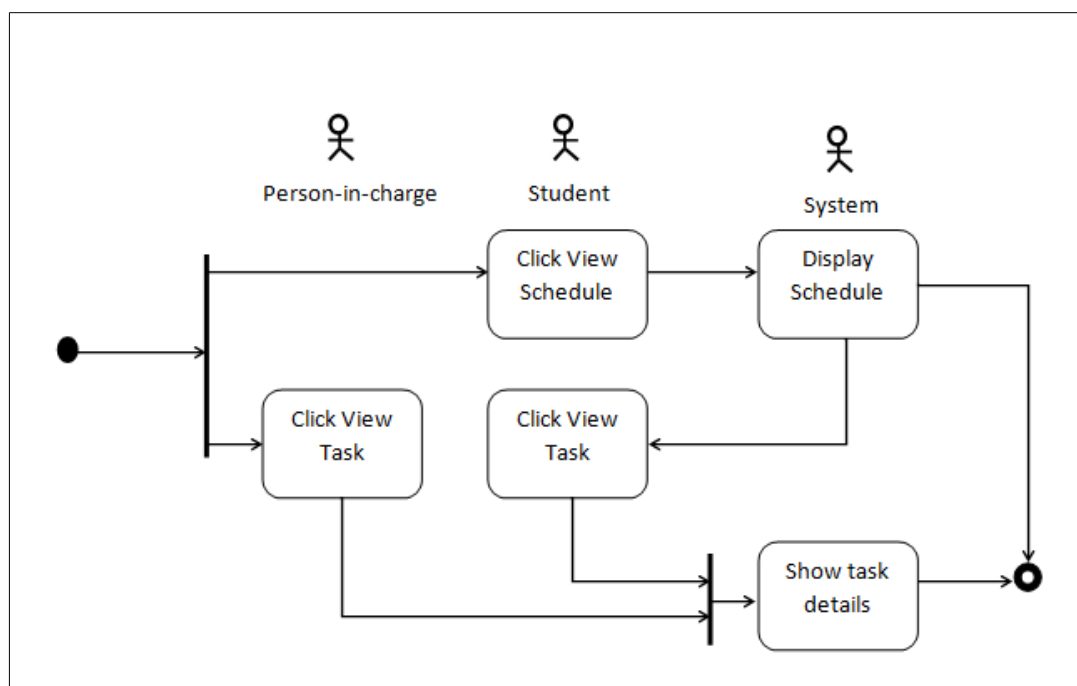 Person-in-charge
Student
System
Click View
Schedule
Display
Schedule
Click View
Task
Click View
Task
Show task
details